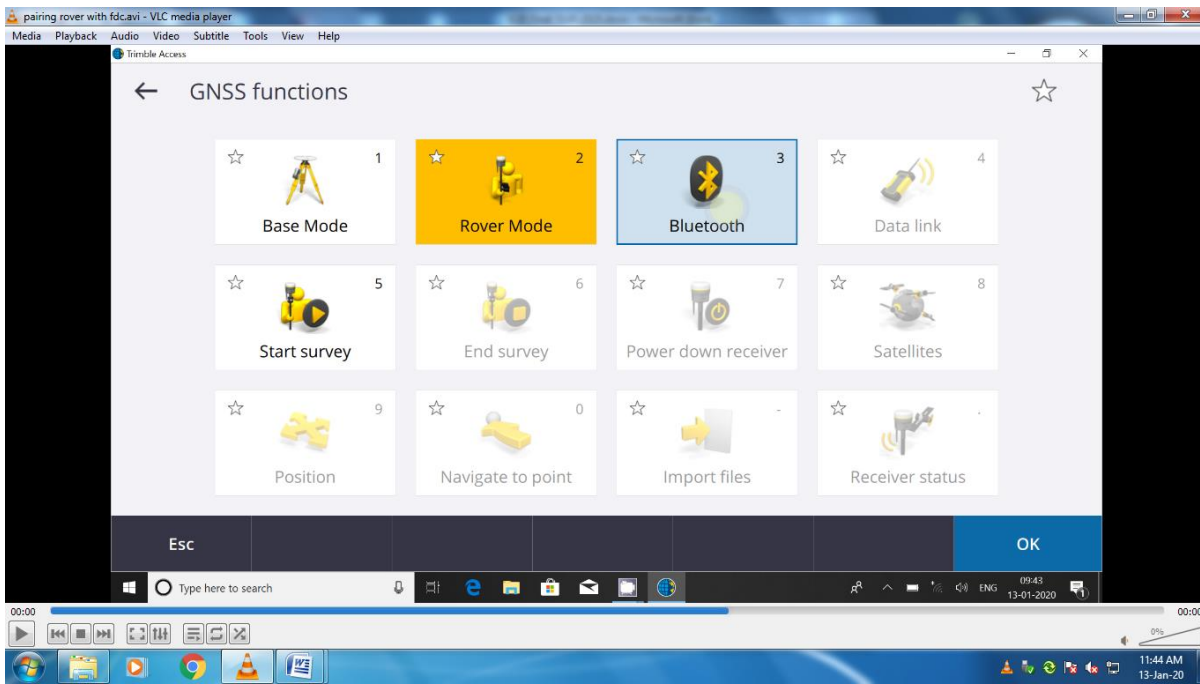 pairing rover with fdc.avi - VLC media player
Media Playback Audio Video Subtitle Tools View Help
Trimble Access
GNSS functions
1 2 3 4
Base Mode Rover Mode Bluetooth Data link
5 6 7 8
Start survey End survey Power down receiver Satellites
9 0 - .
Position Navigate to point Import files Receiver status
Esc OK
Type here to search ENG 09:43
13-01-2020 1
00:00 00:00
0%
W
11:44 AM
13-Jan-20